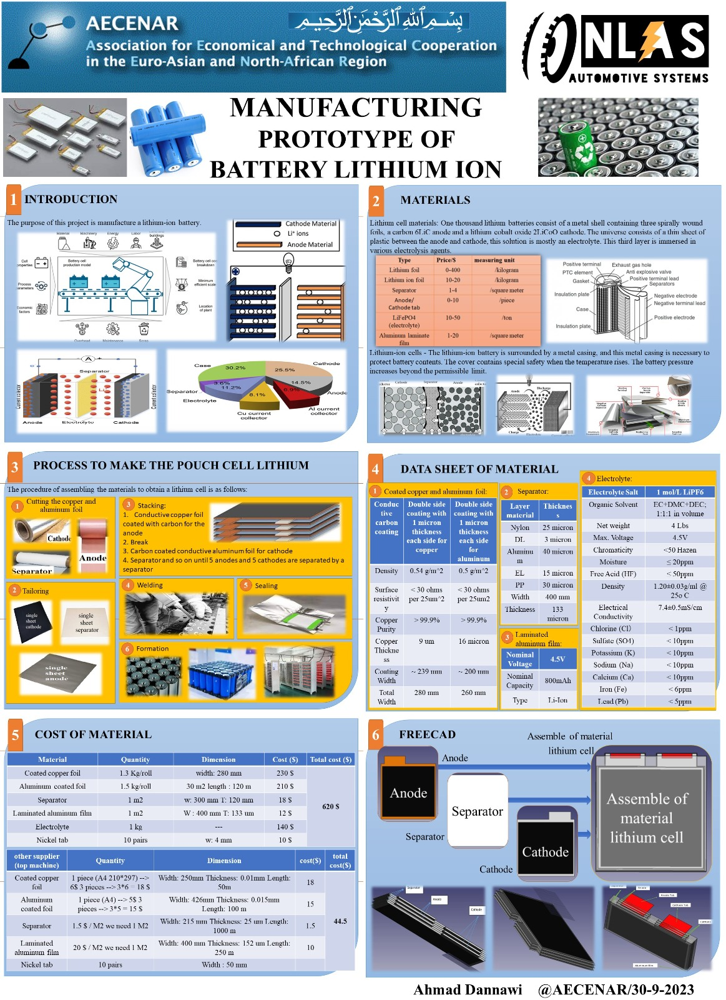 AECENAR
بِسْمِ اللهِ الرَّحْمٰنِ الرَّحِيمِ
Association for Economical and Technological Cooperation
in the Euro-Asian and North-African Region
ONLAS
AUTOMOTIVE SYSTEMS
MANUFACTURING
PROTOTYPE OF
BATTERY LITHIUM ION
1 INTRODUCTION
The purpose of this project is manufacture a lithium-ion battery.
Material Machinery Energy Labor buildings
Cell properties
Battery cell production model
Process parameters
Minimum efficient scale
Economic factors
Location of plant
Overhead Maintenance Scrap
Cathode Material
Li⁺ ions
Anode Material
A
Separator
Current collector
Current collector
Anode Electrolyte Cathode
Case 30.2%
Cathode 25.5%
Anode 14.5%
Al current collector 6.9%
Cu current collector 8.1%
Electrolyte 11.2%
Separator 3.6%
2 MATERIALS
Lithium cell materials: One thousand lithium batteries consist of a metal shell containing three spirally wound
foils, a carbon 6LiC anode and a lithium cobalt oxide 2LiCoO cathode. The universe consists of a thin sheet of
plastic between the anode and cathode, this solution is mostly an electrolyte. This third layer is immersed in
various electrolysis agents.
Type Price/$ measuring unit
Lithium foil 0-400 /kilogram
Lithium ion foil 10-20 /kilogram
Separator 1-4 /square meter
Anode/ Cathode tab 0-10 /piece
LiFePO4 (electrolyte) 10-50 /ton
Aluminum laminate film 1-20 /square meter
Positive terminal
PTC element
Gasket
Insulation plate
Case
Insulation plate
Exhaust gas hole
Anti explosive valve
Positive terminal lead
Separators
Negative electrode
Negative terminal lead
Positive electrode
Lithium-ion cells - The lithium-ion battery is surrounded by a metal casing, and this metal casing is necessary to
protect battery contents. The cover contains special safety when the temperature rises. The battery pressure
increases beyond the permissible limit.
Cathode Separator Anode
Anode Discharge
Charge Electrolyte
3 PROCESS TO MAKE THE POUCH CELL LITHIUM
The procedure of assembling the materials to obtain a lithium cell is as follows:
1 Cutting the copper and
aluminum foil
Cathode
Anode
Separator
2 Tailoring
single sheet cathode
single sheet separator
single sheet anode
3 Stacking:
1. Conductive copper foil
coated with carbon for the
anode
2. Break
3. Carbon coated conductive aluminum foil for cathode
4. Separator and so on until 5 anodes and 5 cathodes are separated by a
separator
4 Welding
5 Sealing
6 Formation
4 DATA SHEET OF MATERIAL
1 Coated copper and aluminum foil:
Conduc tive carbon coating Double side coating with 1 micron thickness each side for copper Double side coating with 1 micron thickness each side for aluminum
Density 0.54 g/m^2 0.5 g/m^2
Surface resistivit y < 30 ohms per 25um^2 < 30 ohms per 25um2
Copper Purity > 99.9% > 99.9%
Copper Thickne ss 9 um 16 micron
Coating Width ~ 239 mm ~ 200 mm
Total Width 280 mm 260 mm
2 Separator:
Layer material Thicknes s
Nylon 25 micron
DL 3 micron
Aluminu m 40 micron
EL 15 micron
PP 30 micron
Width 400 mm
Thickness 133 micron
3 Laminated
aluminum film:
Nominal Voltage 4.5V
Nominal Capacity 800mAh
Type Li-Ion
4 Electrolyte:
Electrolyte Salt 1 mol/L LiPF6
Organic Solvent EC+DMC+DEC; 1:1:1 in volume
Net weight 4 Lbs
Max. Voltage 4.5V
Chromaticity <50 Hazen
Moisture ≤ 20ppm
Free Acid (HF) < 50ppm
Density 1.20±0.03g/ml @ 25o C
Electrical Conductivity 7.4±0.5mS/cm
Chlorine (Cl) < 1ppm
Sulfate (SO4) < 10ppm
Potassium (K) < 10ppm
Sodium (Na) < 10ppm
Calcium (Ca) < 10ppm
Iron (Fe) < 6ppm
Lead (Pb) < 5ppm
5 COST OF MATERIAL
Material Quantity Dimension Cost ($) Total cost ($)
Coated copper foil 1.3 Kg/roll width: 280 mm 230 $
Aluminum coated foil 1.5 kg/roll 30 m2 length : 120 m 210 $
Separator 1 m2 w: 300 mm T: 120 mm 18 $
620 $
Laminated aluminum film 1 m2 W : 400 mm T: 133 um 12 $
Electrolyte 1 kg --- 140 $
Nickel tab 10 pairs w: 4 mm 10 $
other supplier (top machine) Quantity Dimension cost($) total cost($)
Coated copper foil 1 piece (A4 210*297) --> 6$ 3 pieces --> 3*6 = 18 $ Width: 250mm Thickness: 0.01mm Length: 50m 18
Aluminum coated foil 1 piece (A4) --> 5$ 3 pieces --> 3*5 = 15 $ Width: 426mm Thickness: 0.015mm Length: 100 m 15
Separator 1.5 $ / M2 we need 1 M2 Width: 215 mm Thickness: 25 um Length: 1000 m 1.5
44.5
Laminated aluminum film 20 $ / M2 we need 1 M2 Width: 400 mm Thickness: 152 um Length: 250 m 10
Nickel tab 10 pairs Width : 50 mm
6 FREECAD
Assemble of material
lithium cell
Anode
Anode
Separator
Separator
Cathode
Cathode
Assemble of
material
lithium cell
Separator
Anode
Cathode
Anode
Anode Tab
Cathode Tab
Aluminum film
Ahmad Dannawi @AECENAR/30-9-2023